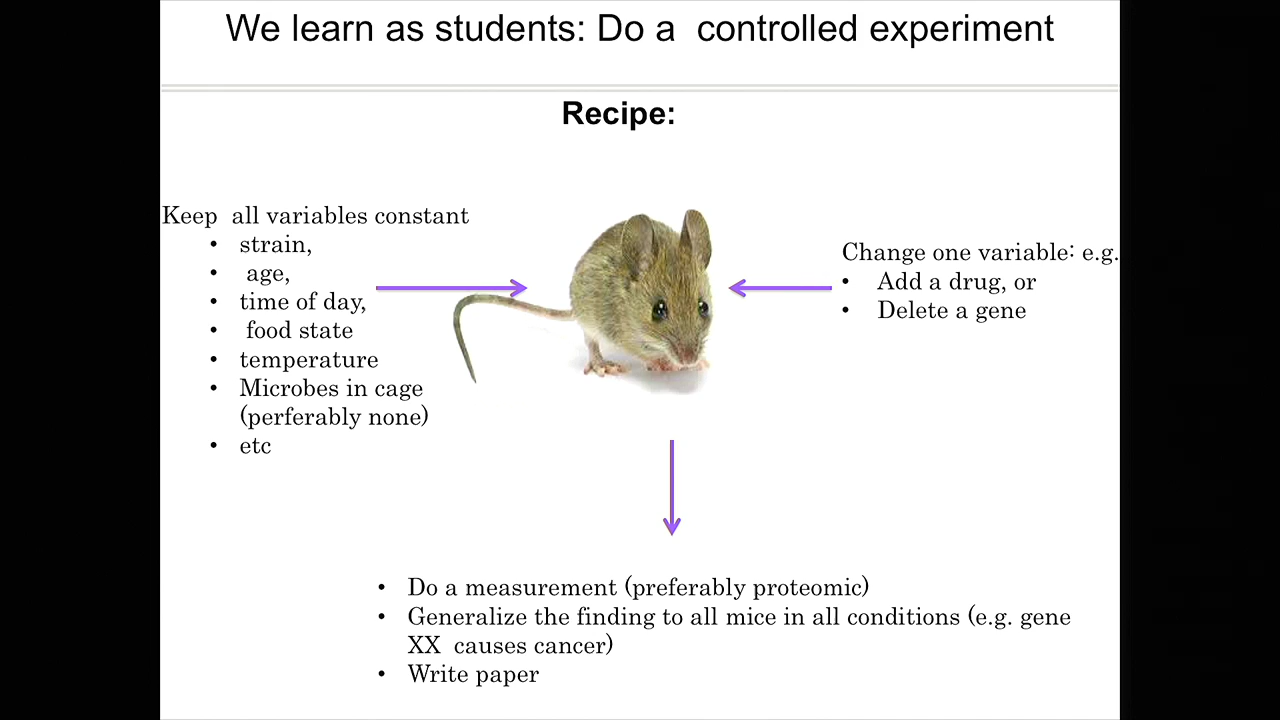 We learn as students: Do a  controlled experiment
Recipe:
Keep  all variables constant
• strain,
•  age,
• time of day,
•  food state
• temperature
• Microbes in cage
(perferably none)
• etc
Change one variable: e.g.
• Add a drug, or
• Delete a gene
• Do a measurement (preferably proteomic)
• Generalize the finding to all mice in all conditions (e.g. gene
XX  causes cancer)
• Write paper